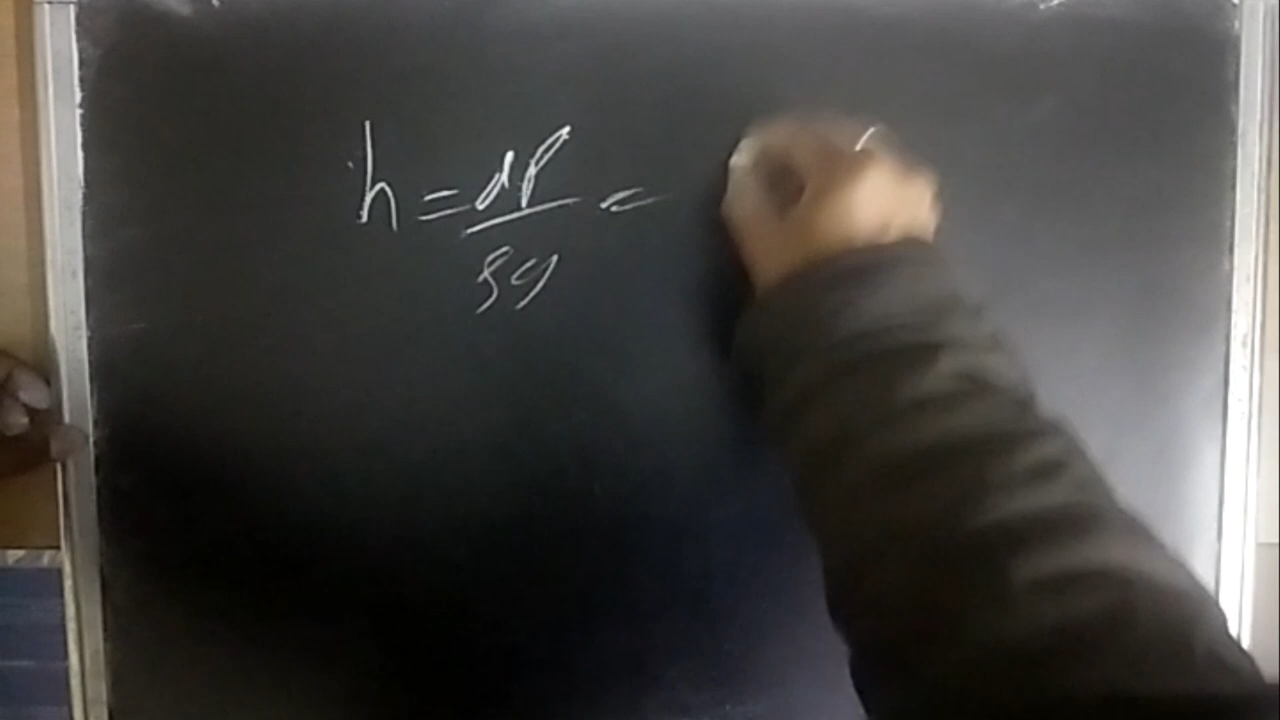 h = dP/ρg =